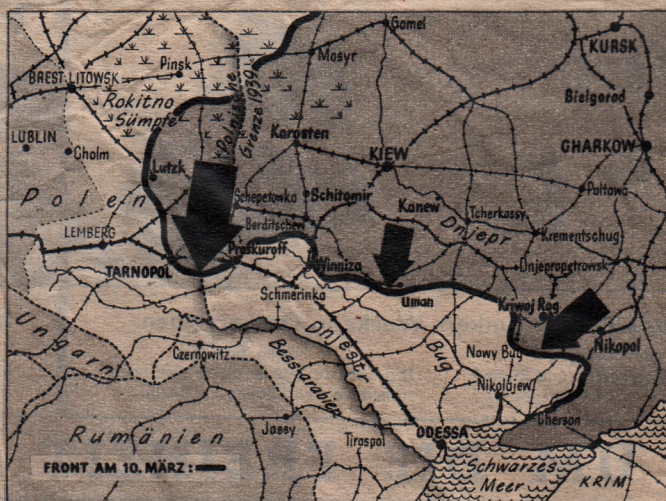 Gomel
KURSK
Pinsk
Mosyr
BREST-LITOWSK
Rokitno
Sümpfe
Polnische
Grenze 1939
Bielgorod
Korosten
KIEW
CHARKOW
LUBLIN
Cholm
Lutzk
Schepetowka
Schitomir
Poltawa
Polen
Kanew
Tcherkassy
Berditschew
Dnjepr
Krementschug
LEMBERG
Proskuroff
Winniza
Dnjepropetrowsk
TARNOPOL
Schmerinka
Uman
Kriwoj Rog
Nikopol
Ungarn
Dnjestr
Bug
Nowy Bug
Czernowitz
Bessarabien
Nikolajew
Cherson
Rumänien
Jassy
Tiraspol
ODESSA
Schwarzes
Meer
KRIM
FRONT AM 10. MÄRZ: